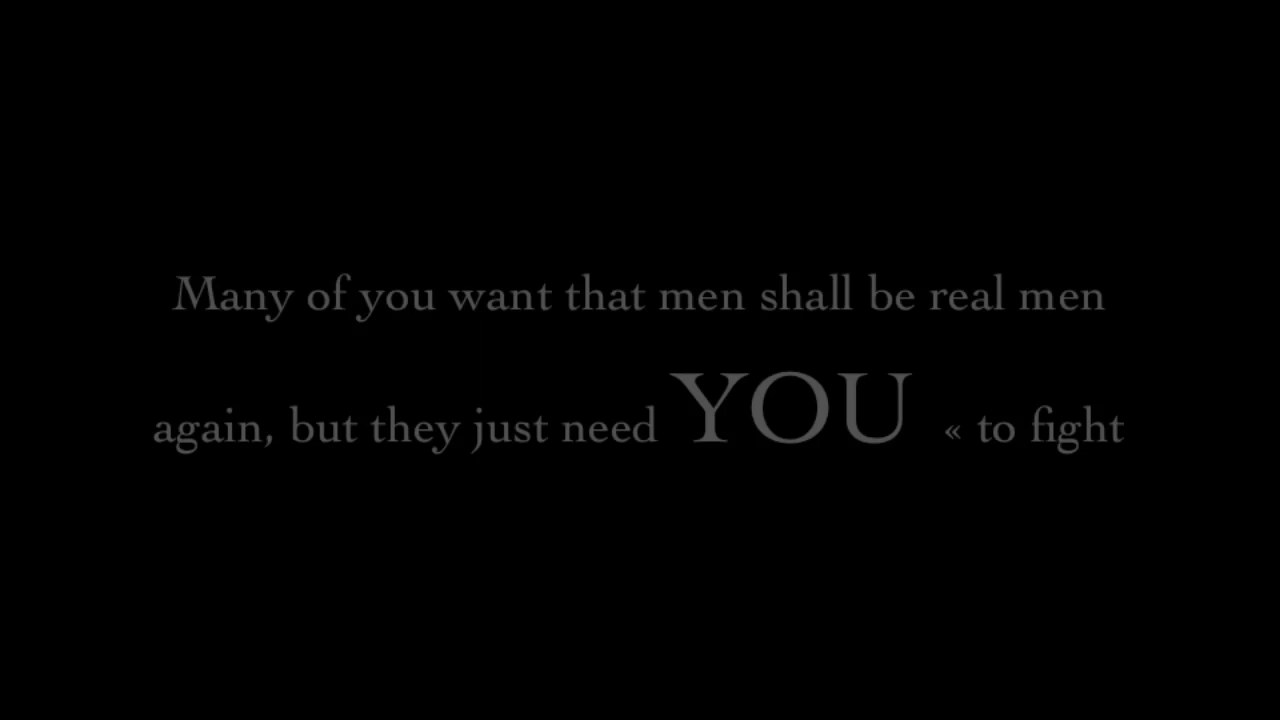 Many of you want that men shall be real men
again, but they just need YOU « to fight